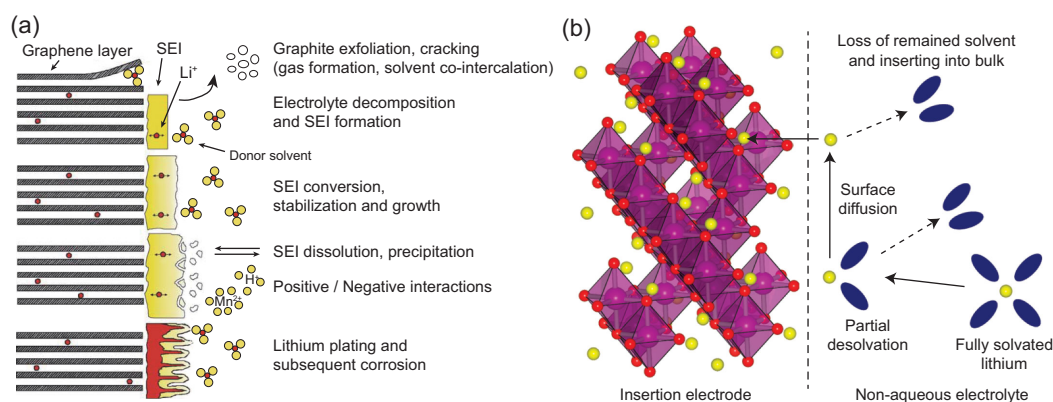 (a)
Graphene layer
SEI
Li⁺
Graphite exfoliation, cracking
(gas formation, solvent co-intercalation)
Electrolyte decomposition
and SEI formation
Donor solvent
SEI conversion,
stabilization and growth
SEI dissolution, precipitation
H⁺
Positive / Negative interactions
Mn²⁺
Lithium plating and
subsequent corrosion
(b)
Loss of remained solvent
and inserting into bulk
Surface
diffusion
Partial
desolvation
Fully solvated
lithium
Insertion electrode
Non-aqueous electrolyte